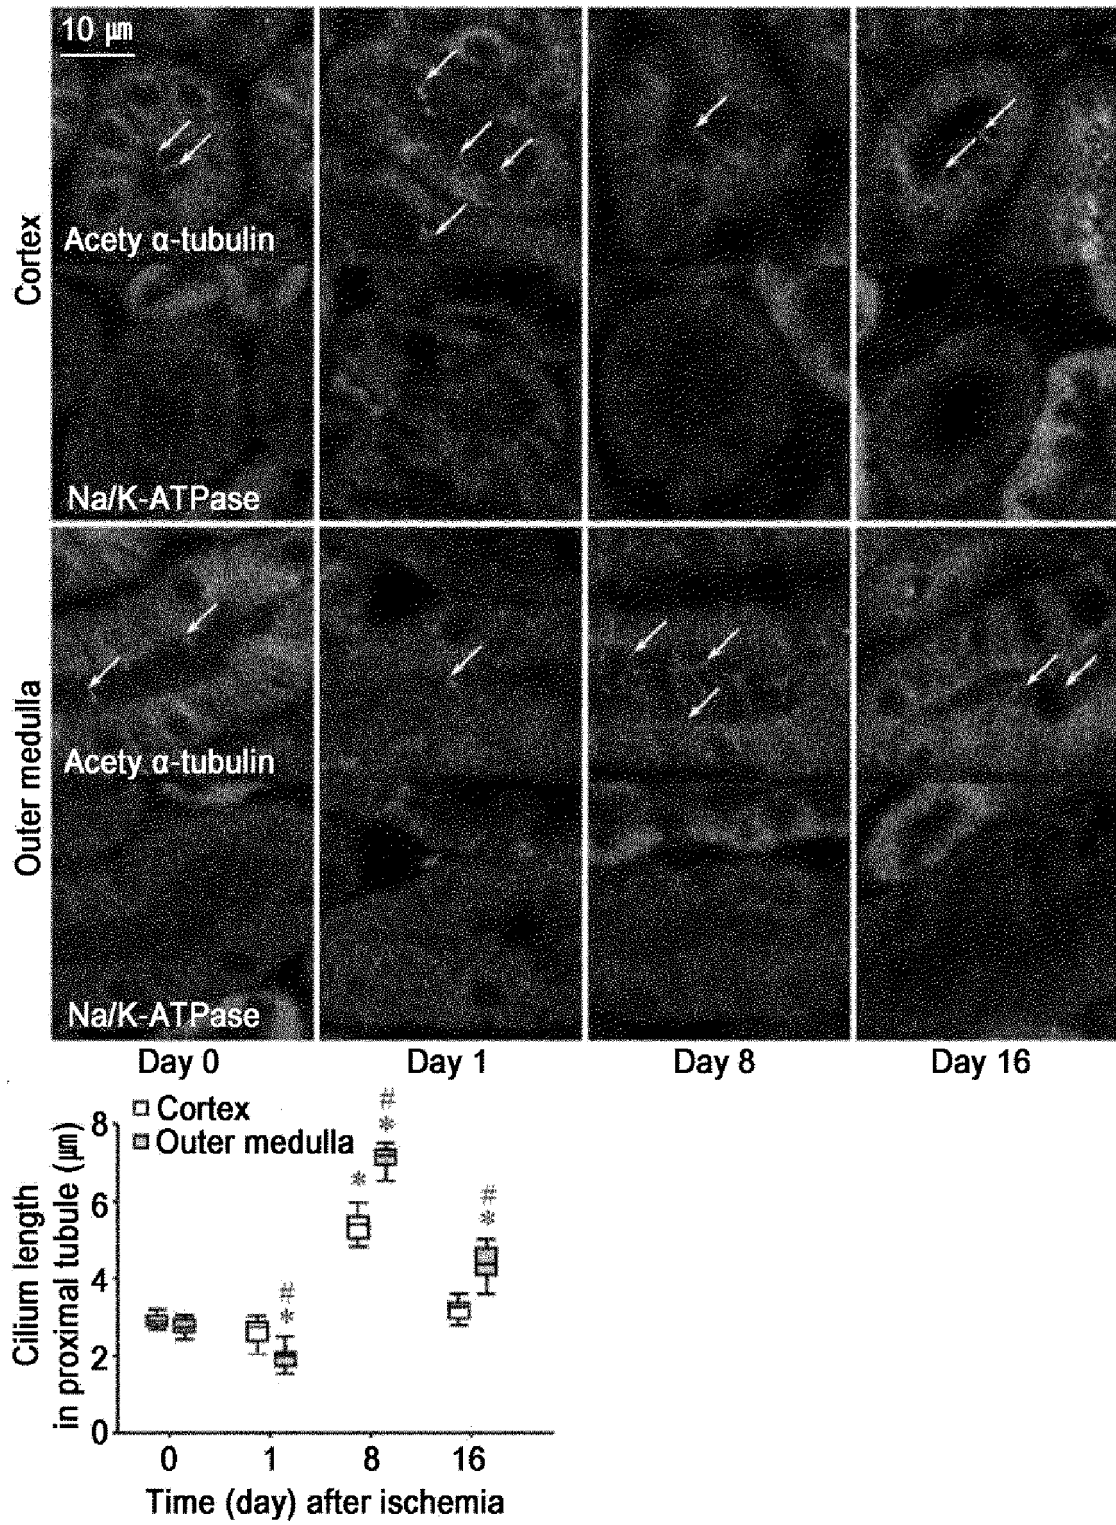 10 μm
Cortex
Acety α-tubulin
Na/K-ATPase
Outer medulla
Acety α-tubulin
Na/K-ATPase
Day 0
Day 1
Day 8
Day 16
Cortex
Outer medulla
Cilium length
in proximal tubule (μm)
8
6
4
2
0
#
*
*
#
*
#
*
0
1
8
16
Time (day) after ischemia